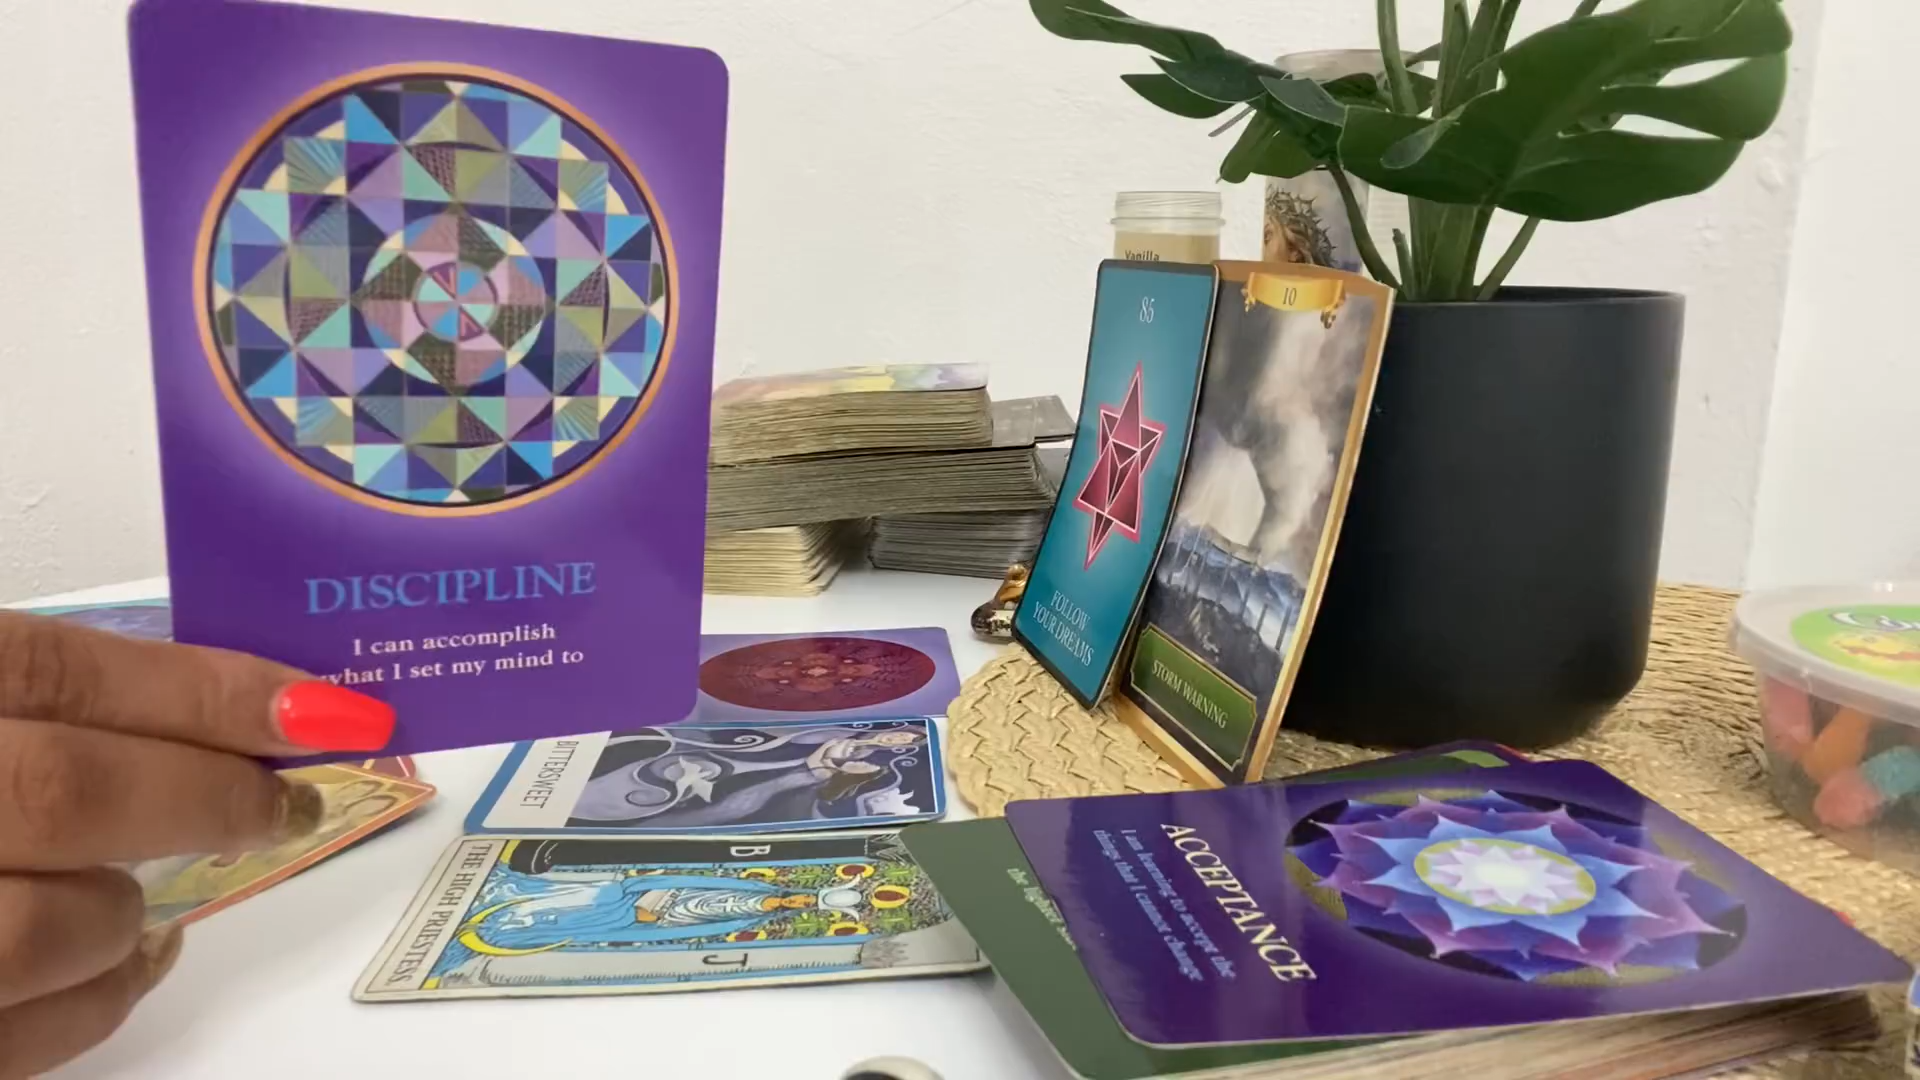 DISCIPLINE
I can accomplish
what I set my mind to
Vanilla
85
FOLLOW
YOUR DREAMS
10
STORM WARNING
BITTERSWEET
THE HIGH PRIESTESS.
B
J
ACCEPTANCE
I am learning to accept the
things that I cannot change